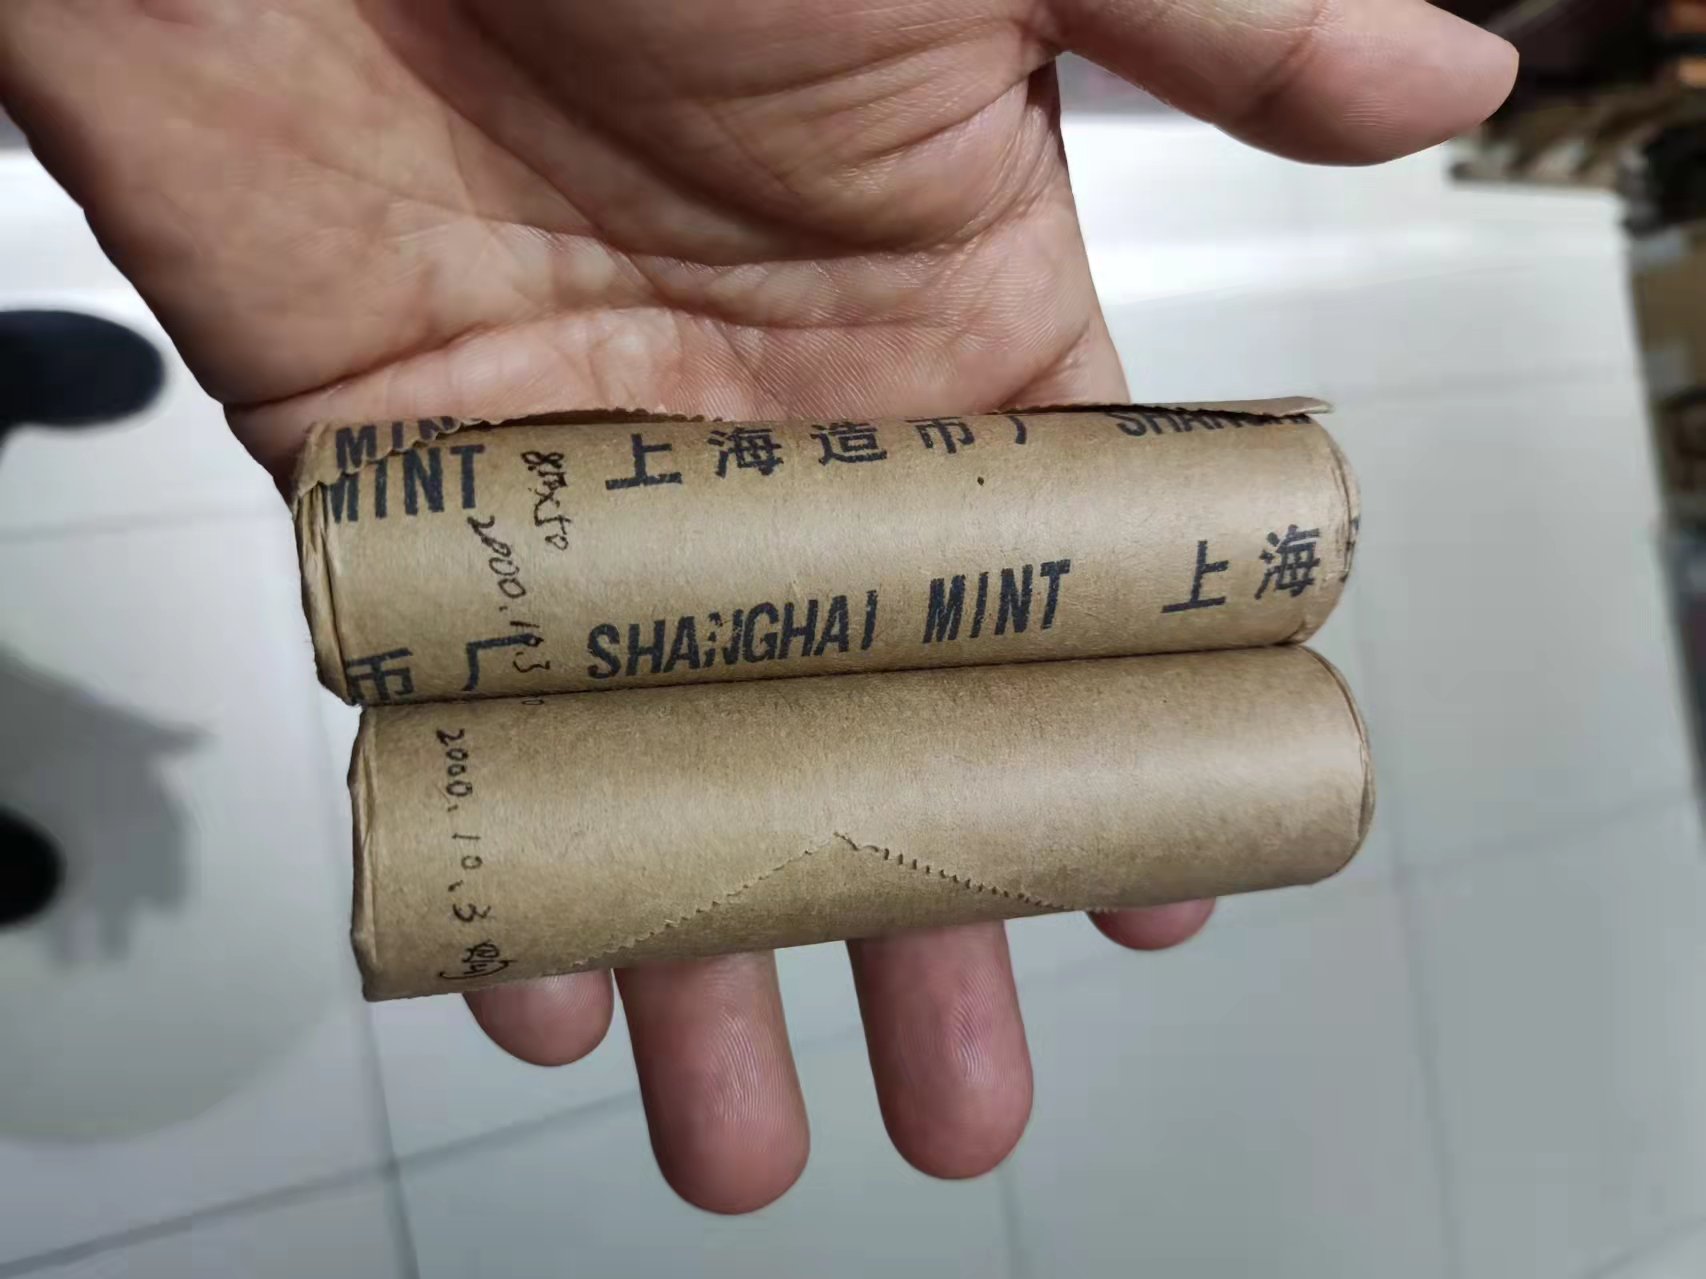 MINT
MINT 上海造币厂 SHANGHAI
2000.10.3
币厂 SHANGHAI MINT 上海
2000.10.3